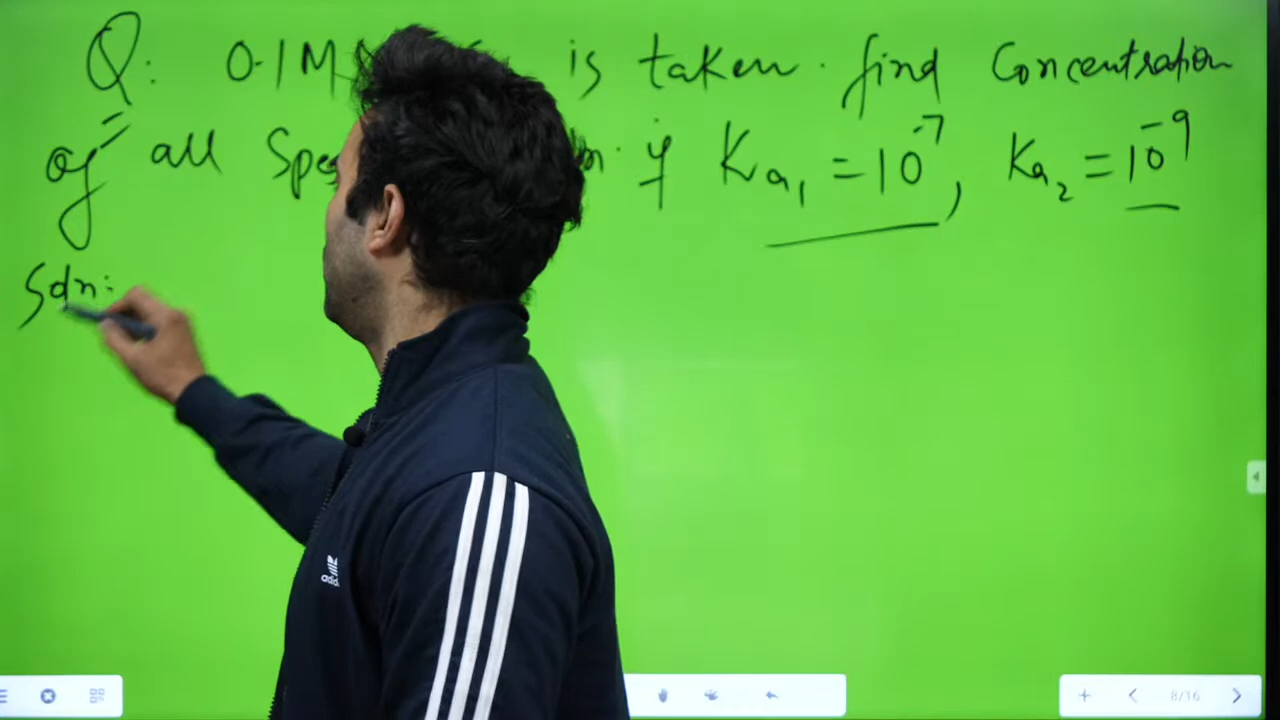 Q: 0.1M is taken. find Concentration
of all if Ka1 = 10^-7, Ka2 = 10^-9
Soln:
adidas
8/16